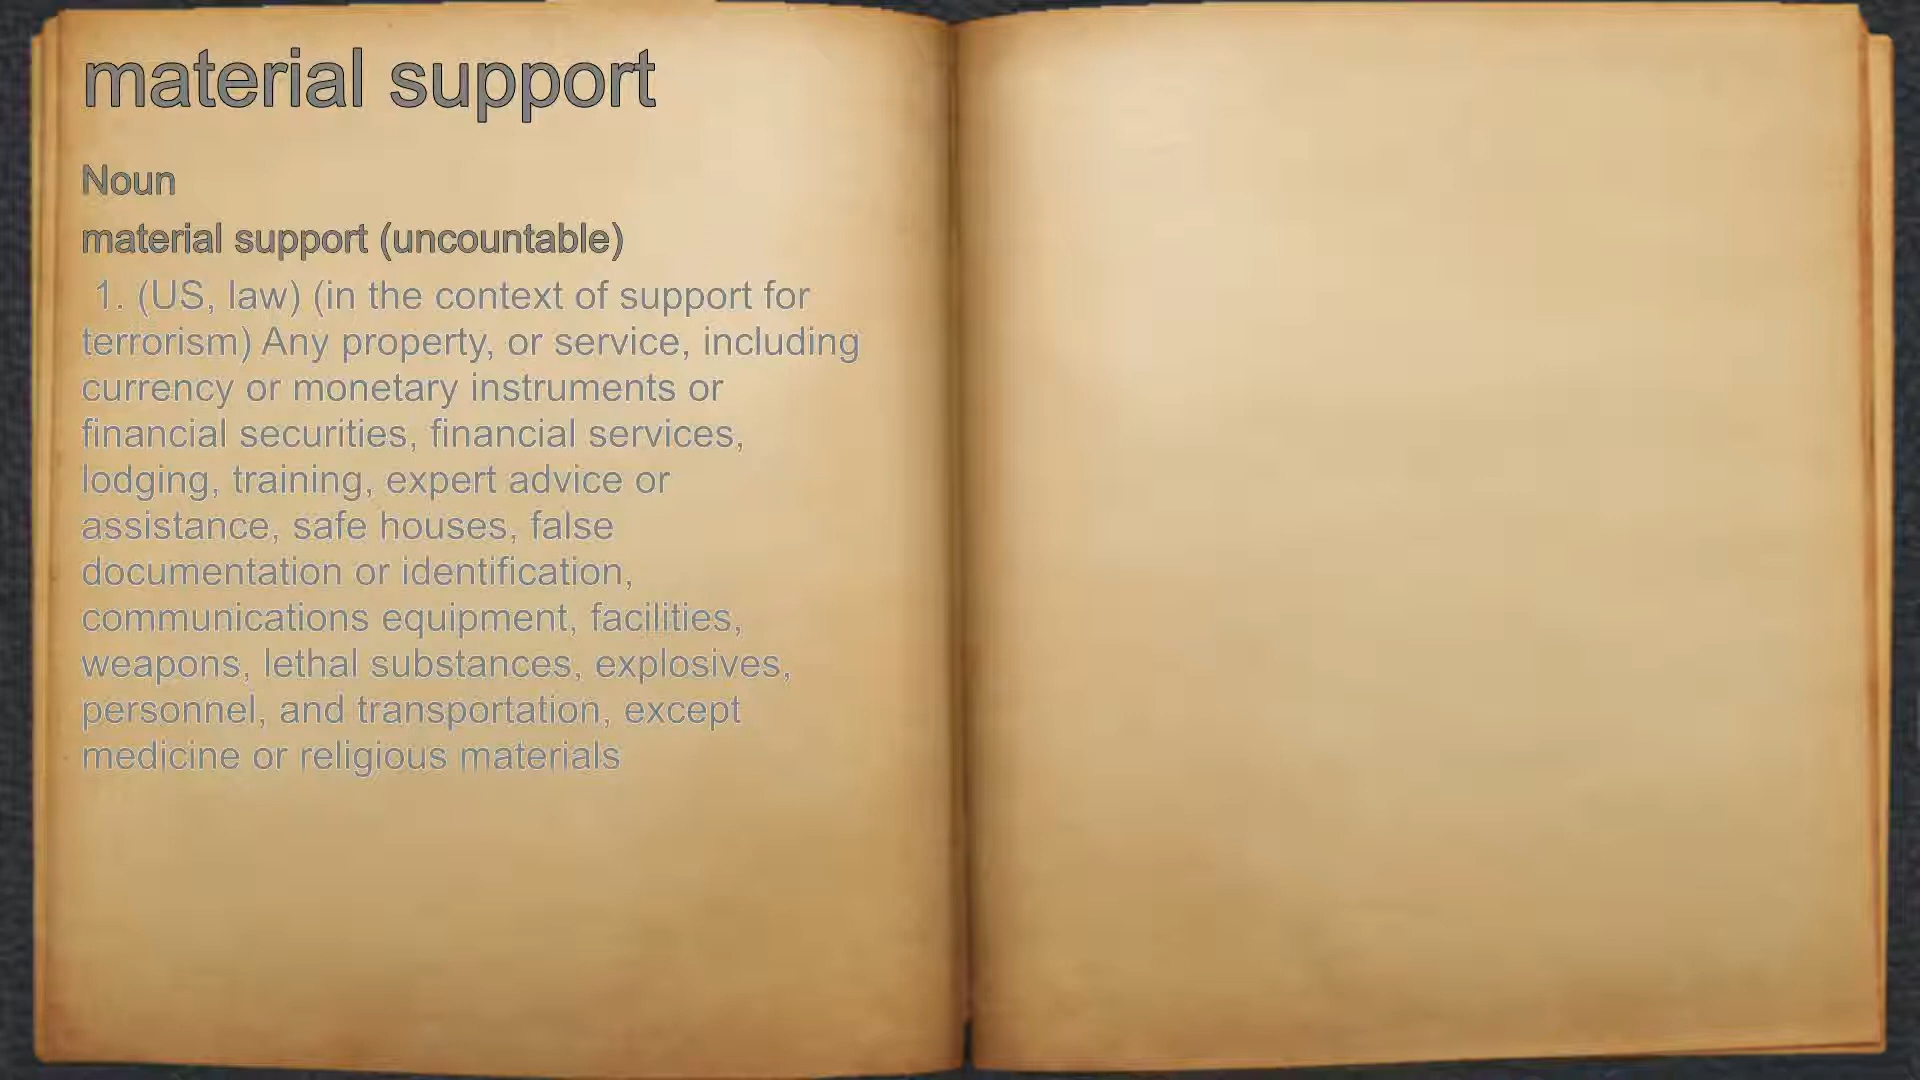 material support
Noun
material support (uncountable)
1. (US, law) (in the context of support for
terrorism) Any property, or service, including
currency or monetary instruments or
financial securities, financial services,
lodging, training, expert advice or
assistance, safe houses, false
documentation or identification,
communications equipment, facilities,
weapons, lethal substances, explosives,
personnel, and transportation, except
medicine or religious materials